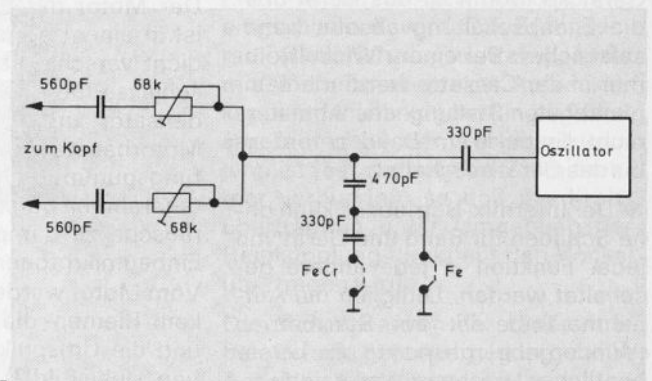 560pF
68k
zum Kopf
560pF
68k
330pF
Oszillator
470pF
330pF
FeCr
Fe